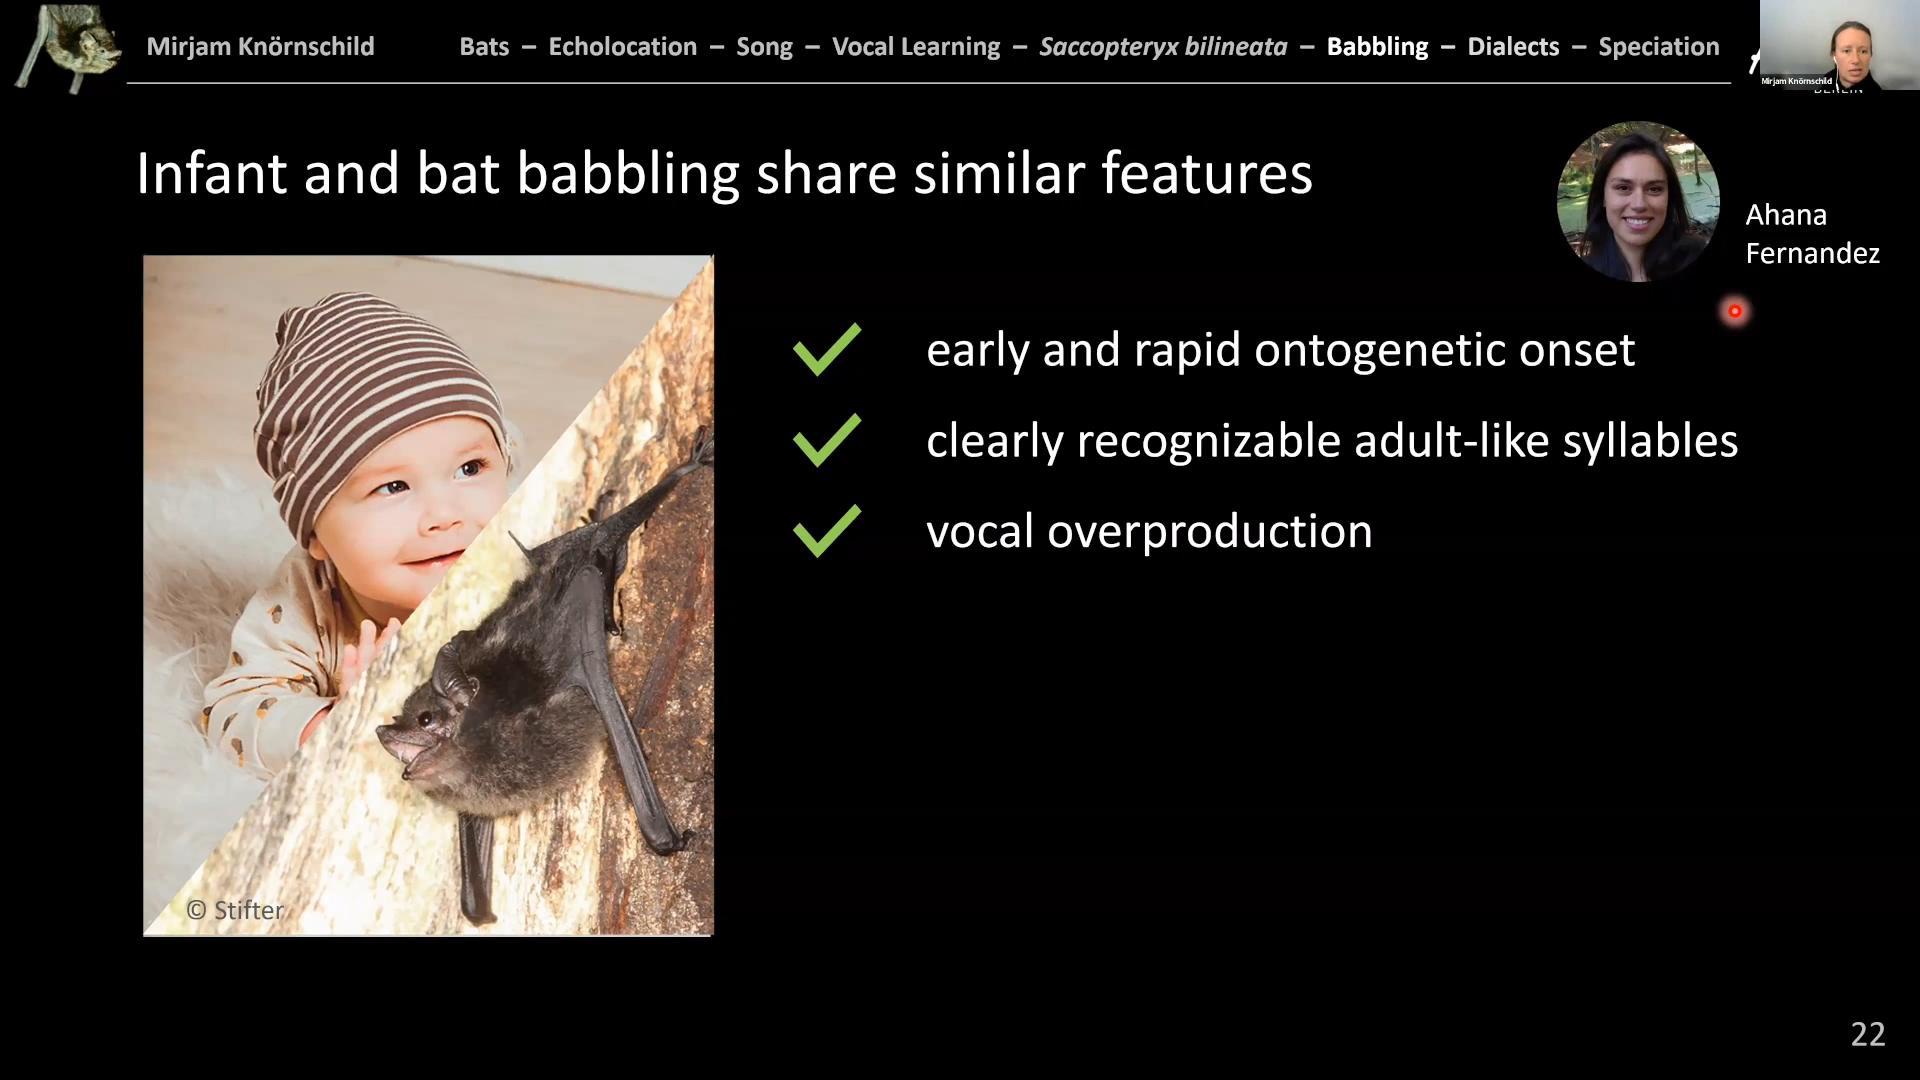 Mirjam Knörnschild
Bats – Echolocation – Song – Vocal Learning – Saccopteryx bilineata – Babbling – Dialects – Speciation
Mirjam Knörnschild
Infant and bat babbling share similar features
Ahana
Fernandez
early and rapid ontogenetic onset
clearly recognizable adult-like syllables
vocal overproduction
© Stifter
22